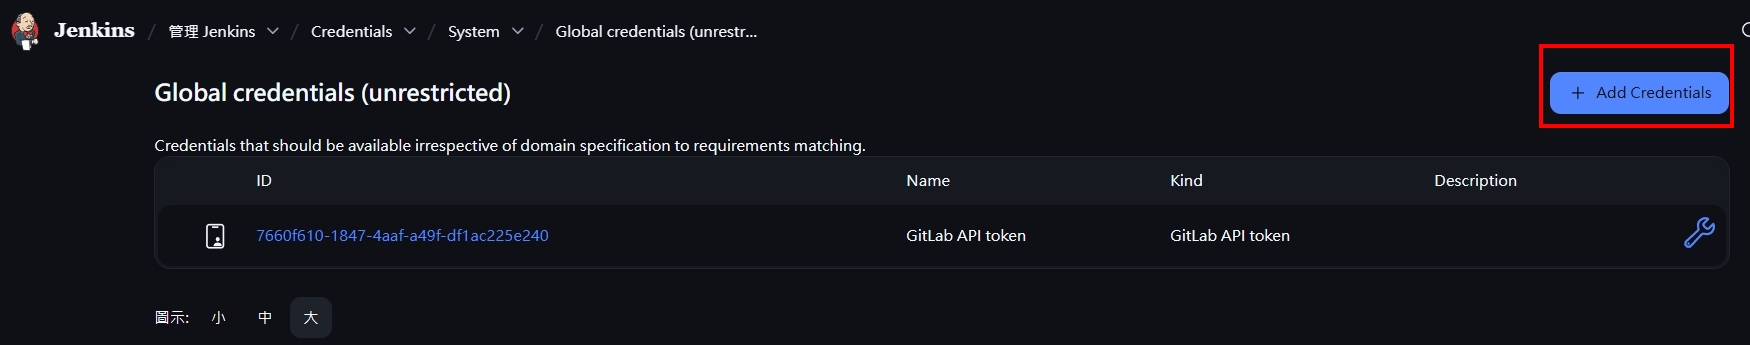 Jenkins / 管理 Jenkins / Credentials / System / Global credentials (unrestr...
Global credentials (unrestricted)
+ Add Credentials
Credentials that should be available irrespective of domain specification to requirements matching.
ID Name Kind Description
7660f610-1847-4aaf-a49f-df1ac225e240 GitLab API token GitLab API token
圖示: 小 中 大